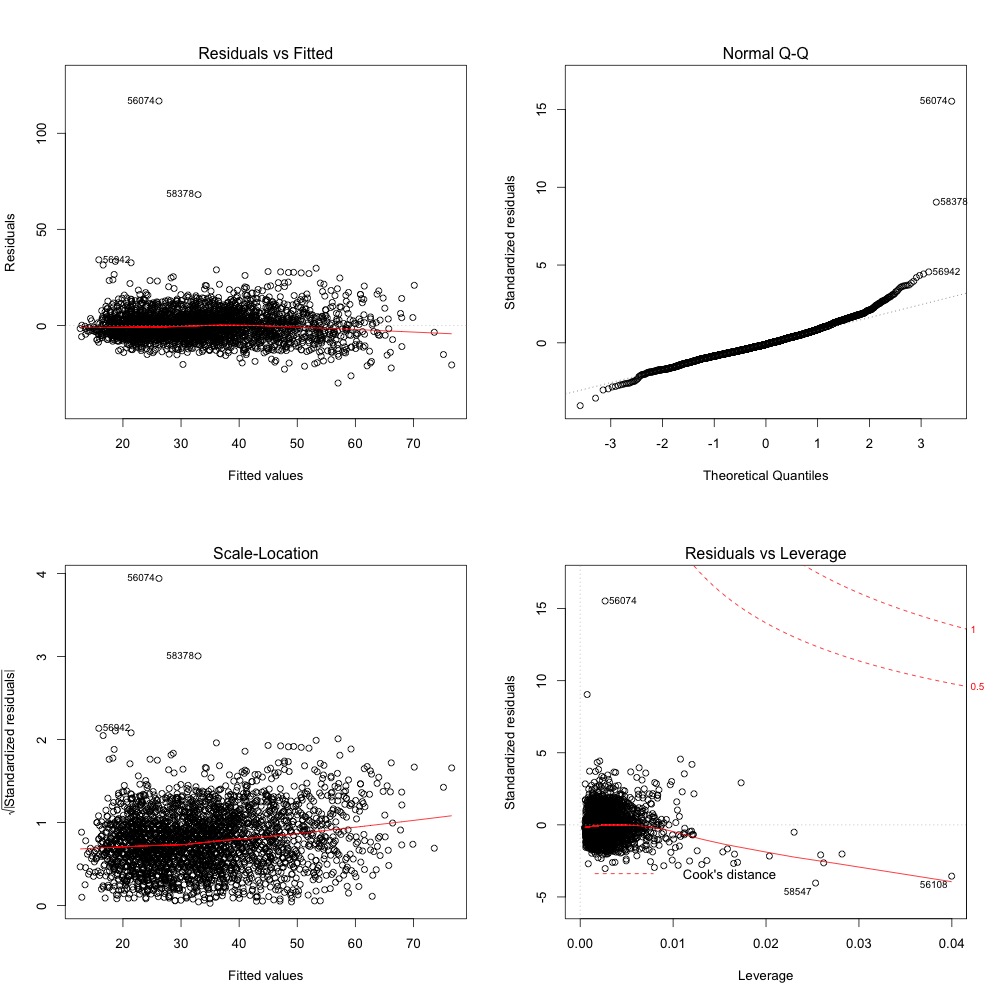 Residuals vs Fitted
Residuals
100
50
0
56074
58378
56942
20 30 40 50 60 70
Fitted values
Normal Q-Q
Standardized residuals
15
10
5
0
56074
58378
56942
-3 -2 -1 0 1 2 3
Theoretical Quantiles
Scale-Location
√|Standardized residuals|
4
3
2
1
0
56074
58378
56942
20 30 40 50 60 70
Fitted values
Residuals vs Leverage
Standardized residuals
15
10
5
0
-5
56074
1
0.5
Cook's distance
58547
56108
0.00 0.01 0.02 0.03 0.04
Leverage